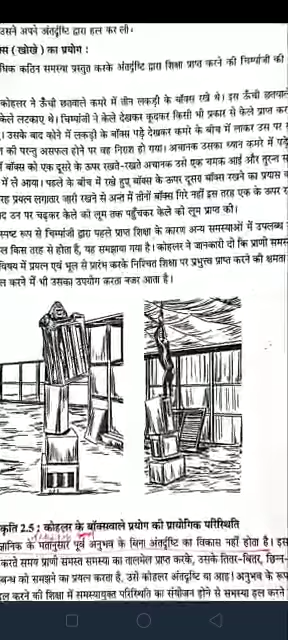 उसने अपने अंतर्दृष्टि द्वारा हल कर ली।
क्स (खोखे) का प्रयोग :
धिक कठिन समस्या प्रस्तुत करके अंतर्दृष्टि द्वारा शिक्षा प्राप्त करने की चिम्पांजी की
कोहलर ने ऊँची छतवाले कमरे में तीन लकड़ी के बॉक्स रखे थे। इस ऊँची छतवाले
केले लटकाए थे। चिम्पांजी ने केले देखकर कूदकर किसी भी प्रकार से केले प्राप्त कर
। उसके बाद कोने में लकड़ी के बॉक्स पड़े देखकर कमरे के बीच में लाकर उस पर
की परन्तु असफल होने पर वह निराश हो गया। अचानक उसका ध्यान कमरे में पड़े
बॉक्स को एक दूसरे के ऊपर रखते-रखते अचानक उसे एक चमक आई और तुरन्त
में ले आया। पहले के बीच में रखे हुए बॉक्स के ऊपर दूसरा बॉक्स रखने का प्रयास
रह प्रयत्न लगातार जारी रखने से अन्त में तीनों बॉक्स गिरे नहीं इस तरह एक के ऊपर
द उन पर चढ़कर केले की लूम तक पहुँचकर केले की लूम प्राप्त की।
स्पष्ट रूप से चिम्पांजी द्वारा पहले प्राप्त शिक्षा के कारण अन्य समस्याओं में उपलब्ध
ल किस तरह से होता है, यह समझाया गया है। कोहलर ने जानकारी दी कि प्राणी समस्
विषय में प्रयत्न एवं भूल से प्रारंभ करके निश्चित शिक्षा पर प्रभुत्व प्राप्त करने की क्षमता
ल करने में भी उसका उपयोग करता नजर आता है।
कृति 2.5 : कोहलर के बॉक्सवाले प्रयोग की प्रायोगिक परिस्थिति
ज्ञानिक के मतानुसार पूर्व अनुभव के बिना अंतर्दृष्टि का विकास नहीं होता है। इस
करते समय प्राणी समस्त समस्या का तालमेल प्राप्त करके, उसके तितर-बितर, छिन्न-
बन्ध को समझने का प्रयत्न करता है, उसे कोहलर अंतर्दृष्टि या आह! अनुभव के रूप
हल करने की शिक्षा में समस्यायुक्त परिस्थिति का संयोजन होने से समस्या हल करने